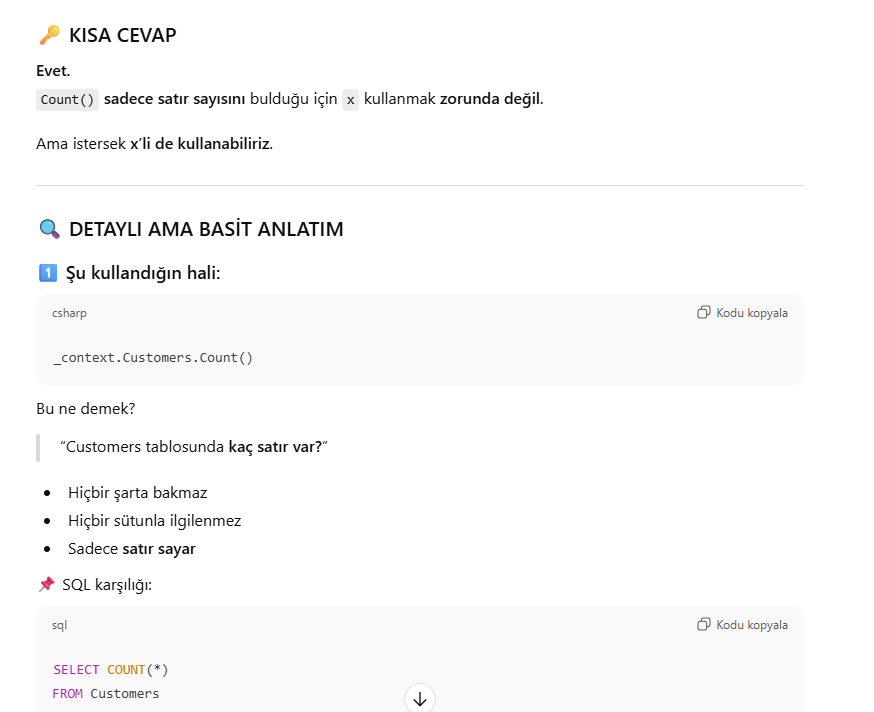 🔑 KISA CEVAP
Evet.
Count() sadece satır sayısını bulduğu için x kullanmak zorunda değil.
Ama istersek x'li de kullanabiliriz.
🔍 DETAYLI AMA BASİT ANLATIM
1️⃣ Şu kullandığın hali:
csharp
Kodu kopyala
_context.Customers.Count()
Bu ne demek?
“Customers tablosunda kaç satır var?”
• Hiçbir şarta bakmaz
• Hiçbir sütunla ilgilenmez
• Sadece satır sayar
📌 SQL karşılığı:
sql
Kodu kopyala
SELECT COUNT(*)
FROM Customers